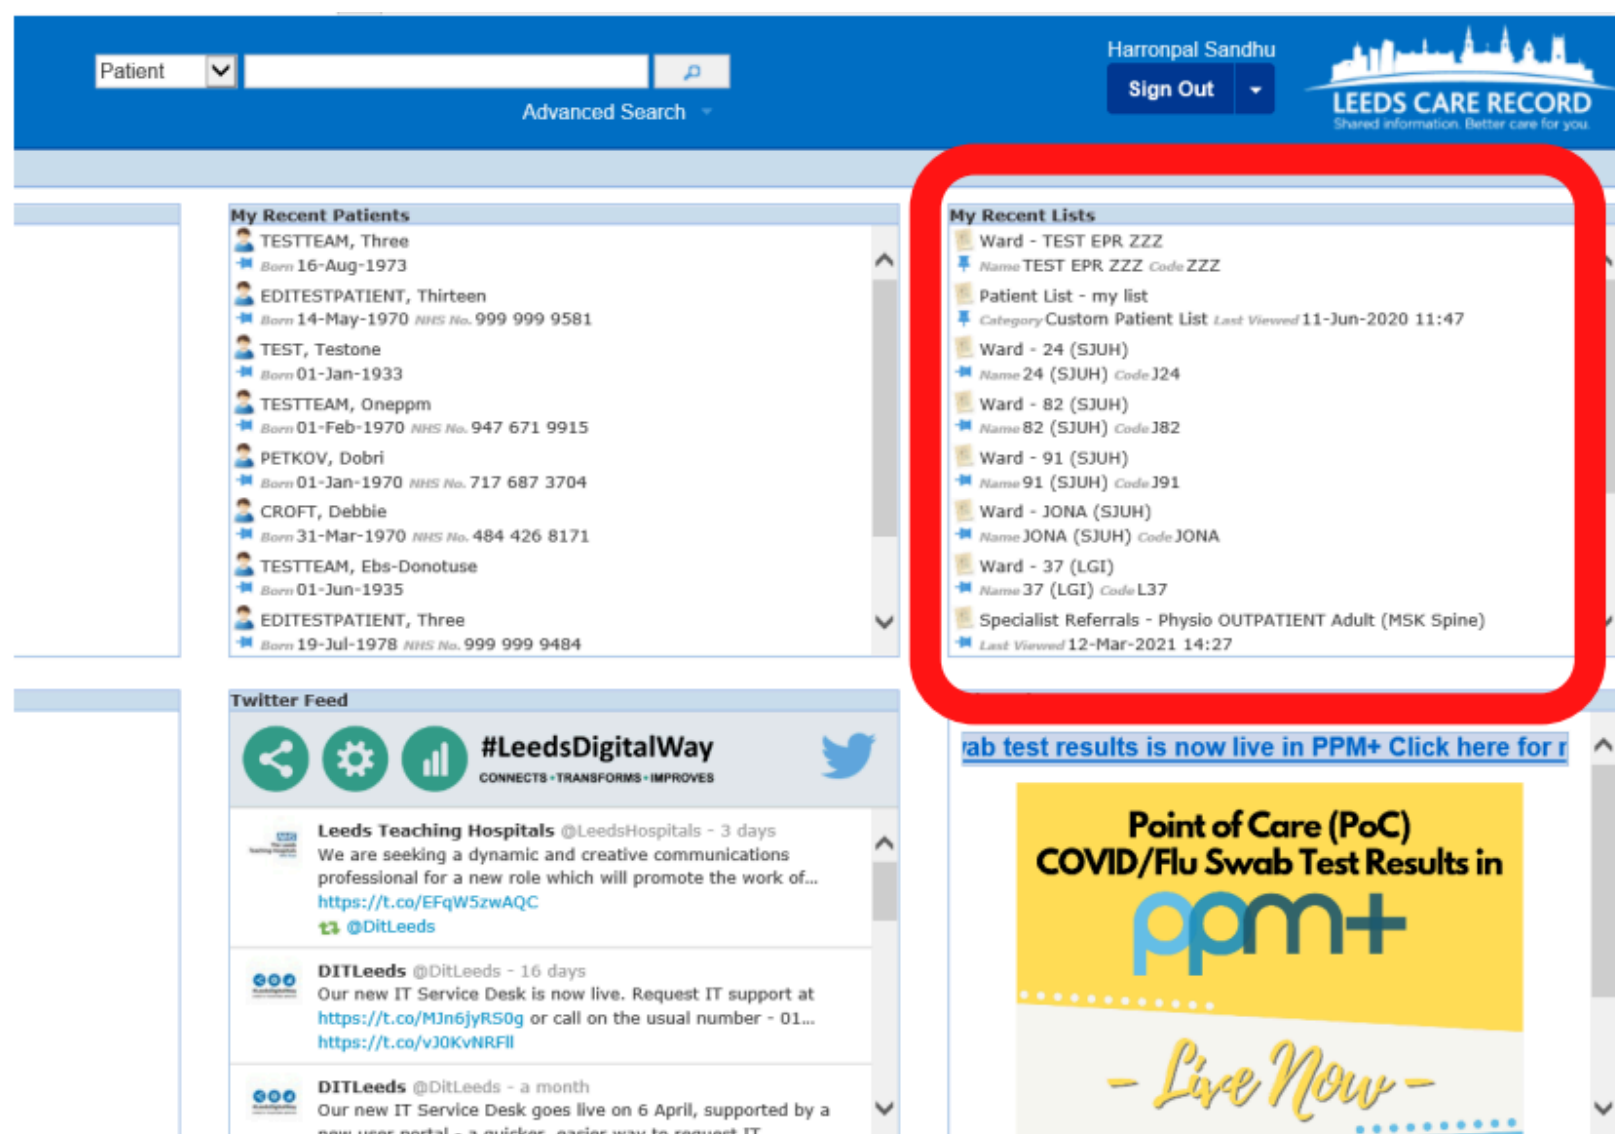 Patient
Advanced Search
Harronpal Sandhu
Sign Out
LEEDS CARE RECORD
Shared information. Better care for you.
My Recent Patients
TESTTEAM, Three
Born 16-Aug-1973
EDITESTPATIENT, Thirteen
Born 14-May-1970 NHS No. 999 999 9581
TEST, Testone
Born 01-Jan-1933
TESTTEAM, Oneppm
Born 01-Feb-1970 NHS No. 947 671 9915
PETKOV, Dobri
Born 01-Jan-1970 NHS No. 717 687 3704
CROFT, Debbie
Born 31-Mar-1970 NHS No. 484 426 8171
TESTTEAM, Ebs-Donotuse
Born 01-Jun-1935
EDITESTPATIENT, Three
Born 19-Jul-1978 NHS No. 999 999 9484
My Recent Lists
Ward - TEST EPR ZZZ
Name TEST EPR ZZZ Code ZZZ
Patient List - my list
Category Custom Patient List Last Viewed 11-Jun-2020 11:47
Ward - 24 (SJUH)
Name 24 (SJUH) Code J24
Ward - 82 (SJUH)
Name 82 (SJUH) Code J82
Ward - 91 (SJUH)
Name 91 (SJUH) Code J91
Ward - JONA (SJUH)
Name JONA (SJUH) Code JONA
Ward - 37 (LGI)
Name 37 (LGI) Code L37
Specialist Referrals - Physio OUTPATIENT Adult (MSK Spine)
Last Viewed 12-Mar-2021 14:27
Twitter Feed
#LeedsDigitalWay
CONNECTS•TRANSFORMS•IMPROVES
Leeds Teaching Hospitals @LeedsHospitals - 3 days
We are seeking a dynamic and creative communications
professional for a new role which will promote the work of...
https://t.co/EFqW5zwAQC
@DitLeeds
DITLeeds @DitLeeds - 16 days
Our new IT Service Desk is now live. Request IT support at
https://t.co/MJn6jyRS0g or call on the usual number - 01...
https://t.co/vJ0KvNRFll
DITLeeds @DitLeeds - a month
Our new IT Service Desk goes live on 6 April, supported by a
new user portal - a quicker, easier way to request IT
ab test results is now live in PPM+ Click here for
Point of Care (PoC)
COVID/Flu Swab Test Results in
ppm+
- Live Now -